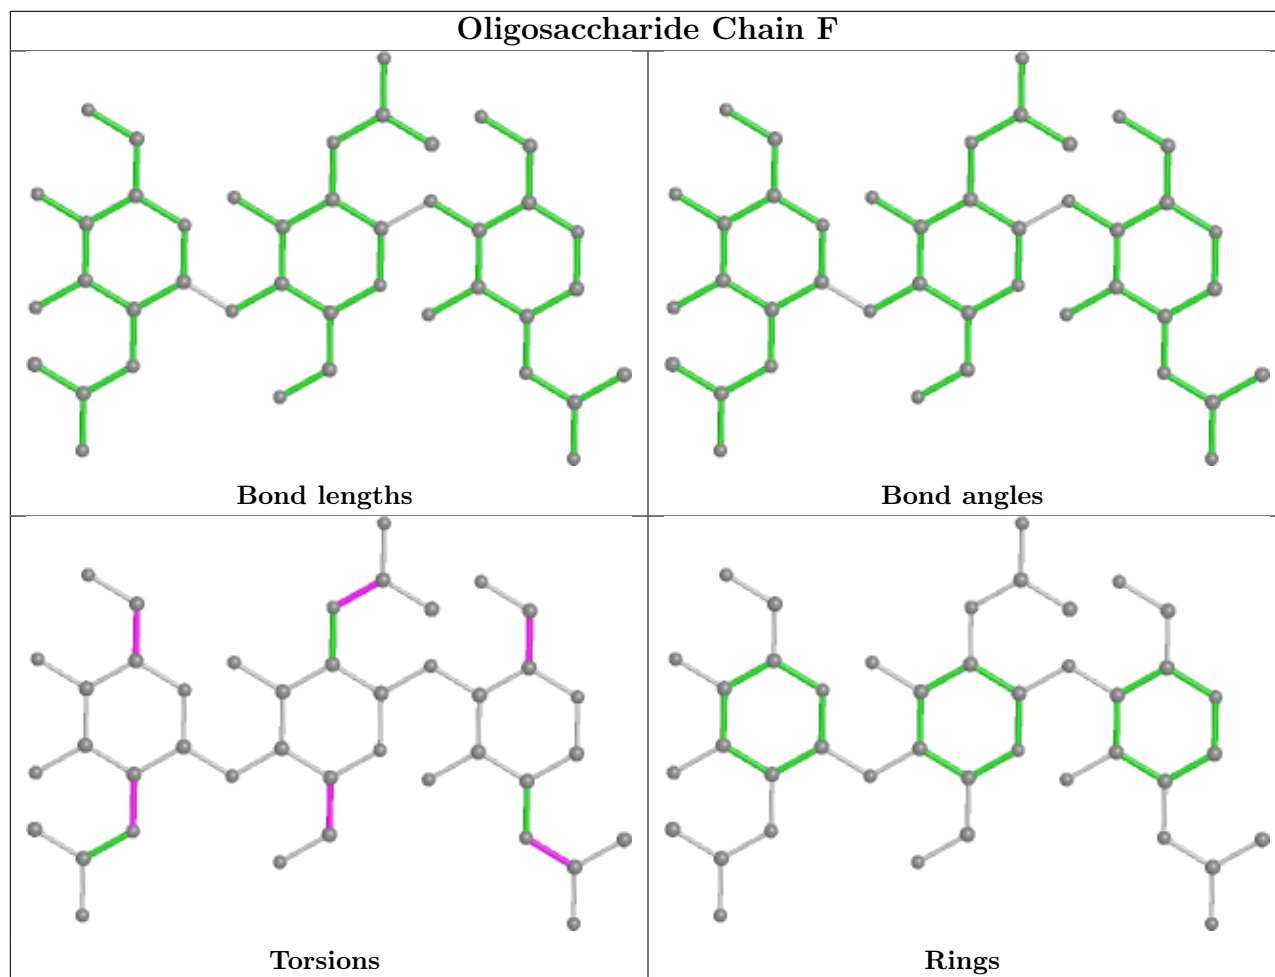 Oligosaccharide Chain F
Bond lengths
Bond angles
Torsions
Rings